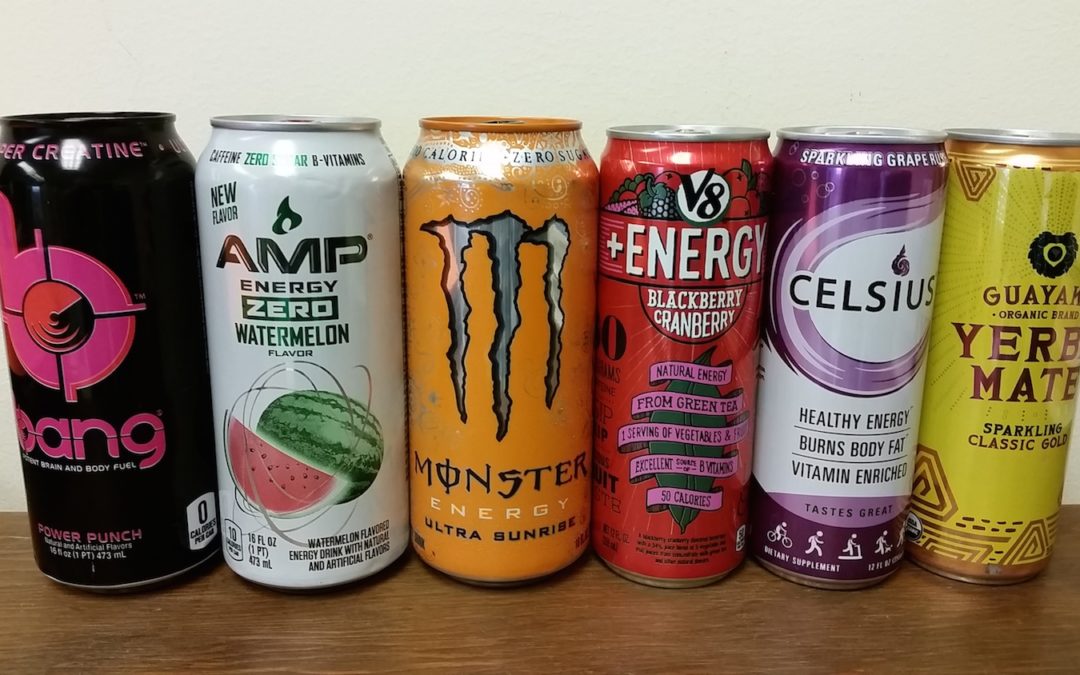 PER CREATINE™ • U
bang®
POTENT BRAIN AND BODY FUEL
0
CALORIES
PER CAN
POWER PUNCH
Natural and Artificial Flavors
16 fl oz (1 PT) 473 ml
CAFFEINE ZERO SUGAR B-VITAMINS
NEW
FLAVOR
AMP®
ENERGY
ZERO
WATERMELON
FLAVOR
10
16 FL OZ
(1 PT)
473 mL
WATERMELON FLAVORED
ENERGY DRINK WITH NATURAL
AND ARTIFICIAL FLAVORS
CALORIE ZERO SUGA
MONSTER
ENERGY
ULTRA SUNRISE
V8
+ENERGY
BLACKBERRY
CRANBERRY
NATURAL ENERGY
FROM GREEN TEA
1 SERVING OF VEGETABLES & FRU
EXCELLENT SOURCE OF B VITAMINS
50 CALORIES
SPARKLING GRAPE RU
CELSIUS
HEALTHY ENERGY
BURNS BODY FAT
VITAMIN ENRICHED
TASTES GREAT
DIETARY SUPPLEMENT
12 FL OZ
GUAYAK
• ORGANIC BRAND
YERB
MATE
SPARKLING
CLASSIC GOLD